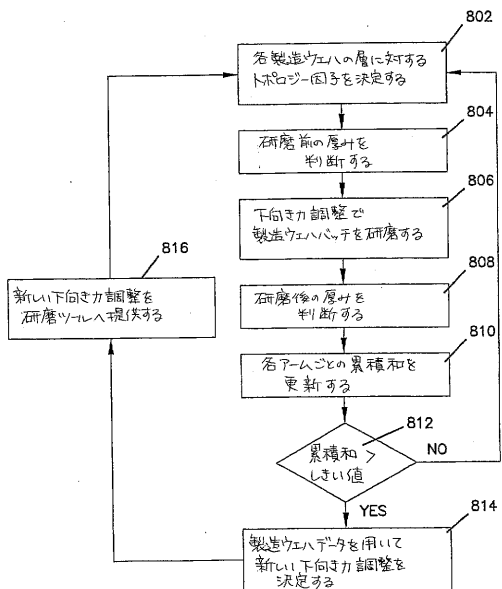 802
各製造ウェハの層に対する
トポロジー因子を決定する
804
研磨前の厚みを
判断する
806
下向き力調整で
製造ウェハバッチを研磨する
816
新しい下向き力調整を
研磨ツールへ提供する
808
研磨後の厚みを
判断する
810
各アームごとの累積和を
更新する
812
累積和 >
しきい値
NO
YES
814
製造ウェハデータを用いて
新しい下向き力調整を
決定する